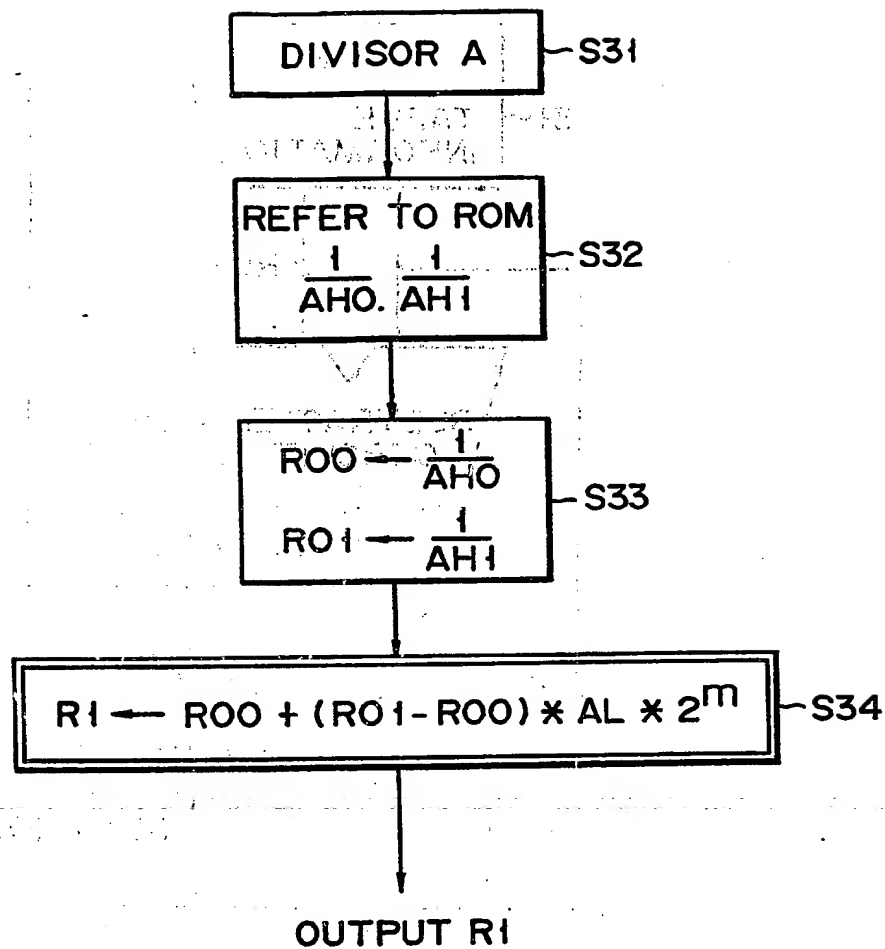 DIVISOR A
S31
REFER TO ROM
1 1
AH0. AH1
S32
R00 ← 1
AH0
R01 ← 1
AH1
S33
R1 ← R00 + (R01-R00) * AL * 2^m
S34
OUTPUT R1